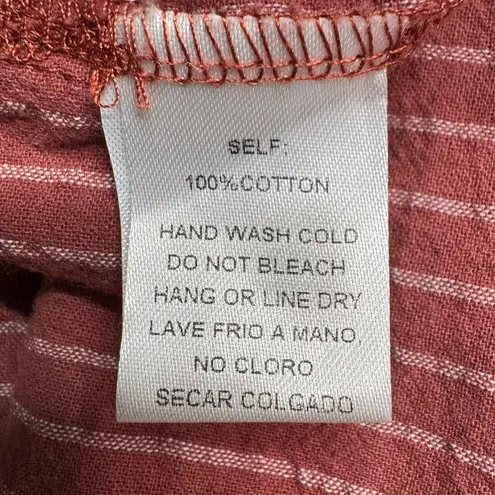 SELF:
100%COTTON
HAND WASH COLD
DO NOT BLEACH
HANG OR LINE DRY
LAVE FRIO A MANO,
NO CLORO
SECAR COLGADO